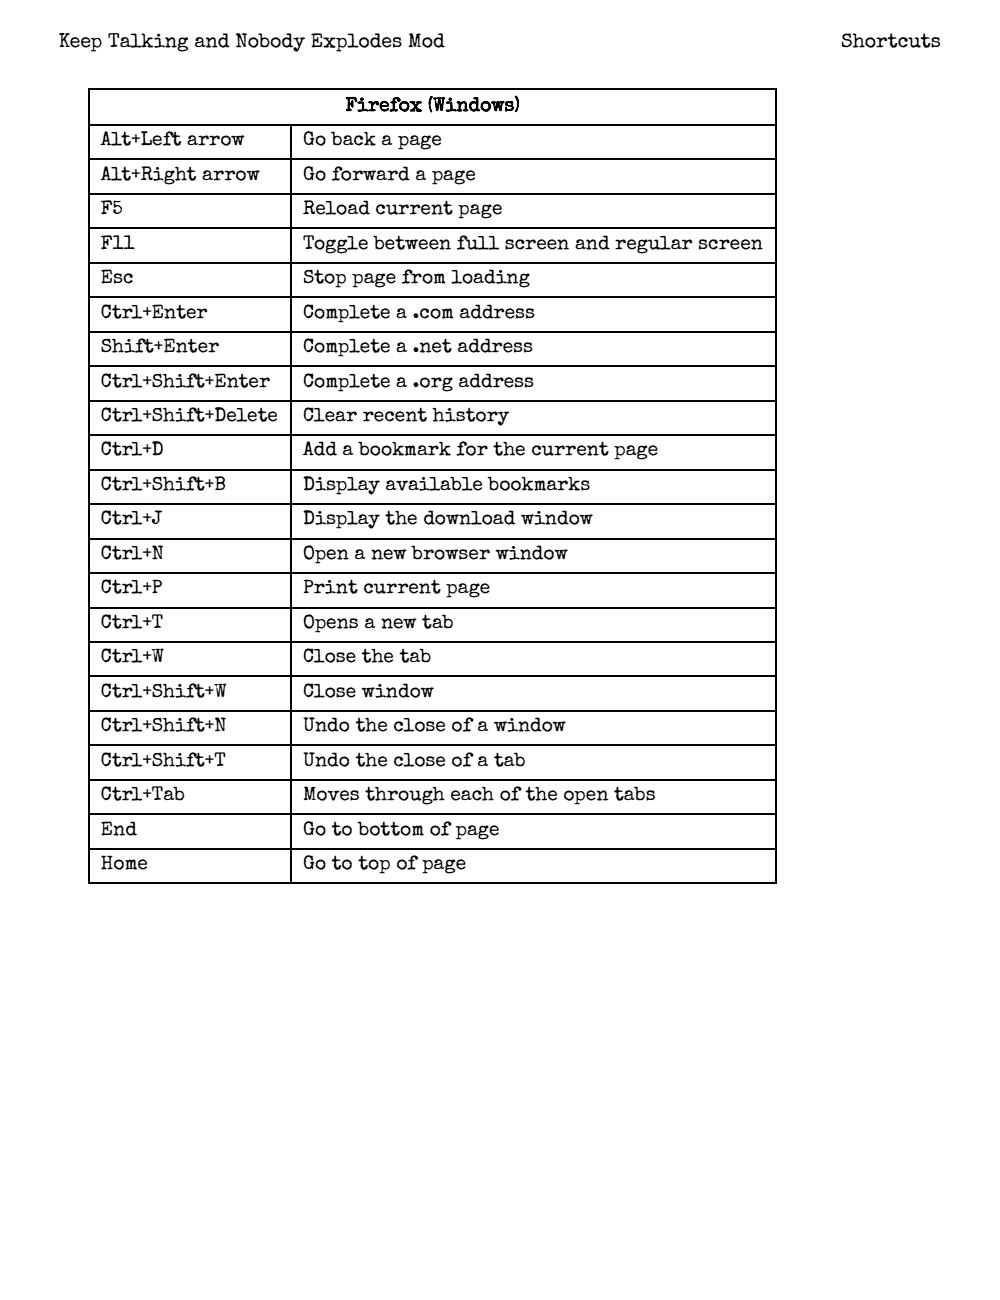 Keep Talking and Nobody Explodes Mod Shortcuts
Firefox (Windows)
Alt+Left arrow Go back a page
Alt+Right arrow Go forward a page
F5 Reload current page
F11 Toggle between full screen and regular screen
Esc Stop page from loading
Ctrl+Enter Complete a .com address
Shift+Enter Complete a .net address
Ctrl+Shift+Enter Complete a .org address
Ctrl+Shift+Delete Clear recent history
Ctrl+D Add a bookmark for the current page
Ctrl+Shift+B Display available bookmarks
Ctrl+J Display the download window
Ctrl+N Open a new browser window
Ctrl+P Print current page
Ctrl+T Opens a new tab
Ctrl+W Close the tab
Ctrl+Shift+W Close window
Ctrl+Shift+N Undo the close of a window
Ctrl+Shift+T Undo the close of a tab
Ctrl+Tab Moves through each of the open tabs
End Go to bottom of page
Home Go to top of page